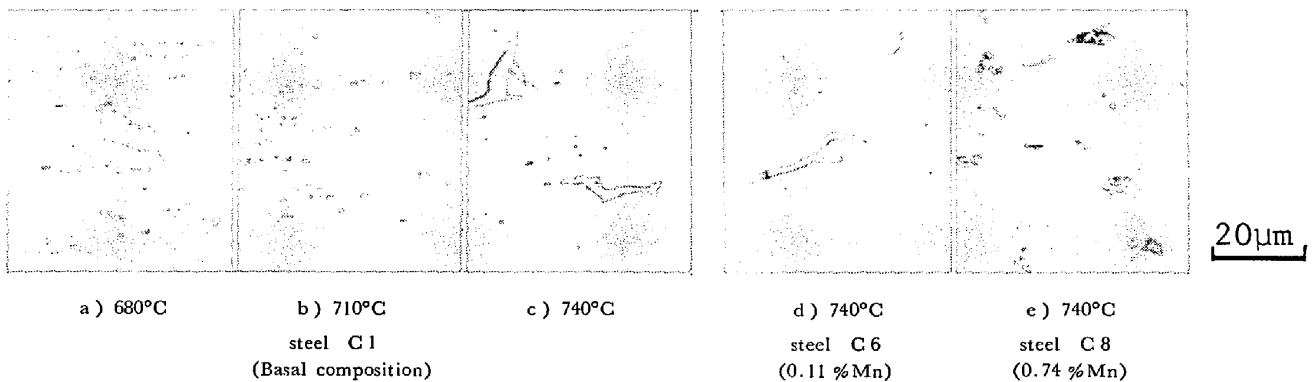 20μm
a ) 680°C b ) 710°C c ) 740°C d ) 740°C e ) 740°C
steel C 1 steel C 6 steel C 8
(Basal composition) (0.11 %Mn) (0.74 %Mn)